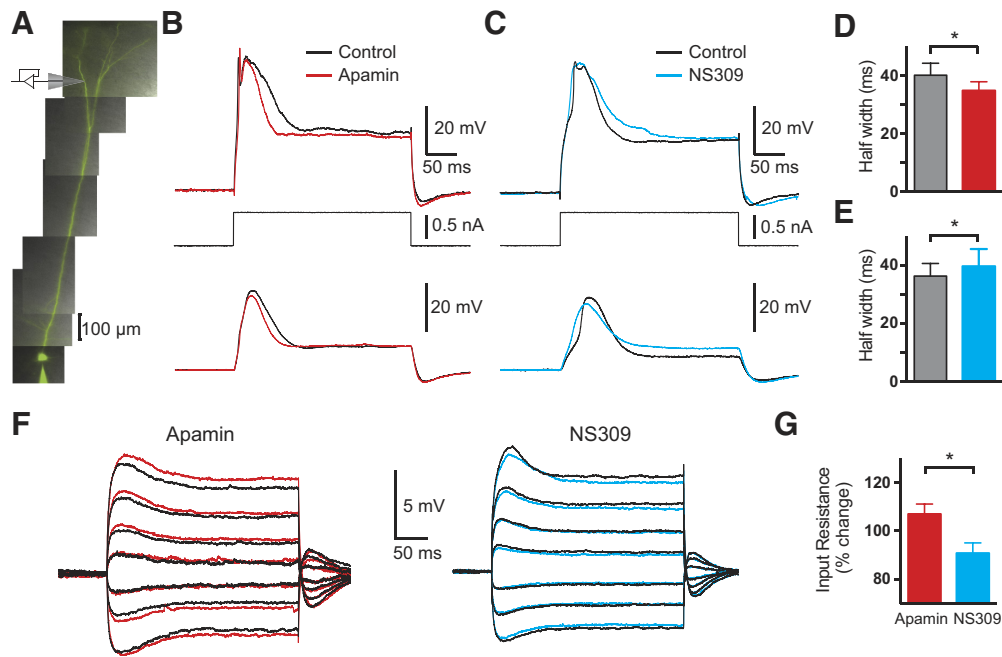 A
B
C
D
E
F
G
100 µm
Control
Apamin
20 mV
50 ms
0.5 nA
20 mV
Control
NS309
20 mV
50 ms
0.5 nA
20 mV
Half width (ms)
40
20
0
*
Half width (ms)
40
20
0
*
Apamin
5 mV
50 ms
NS309
Input Resistance
(% change)
120
100
80
*
Apamin NS309